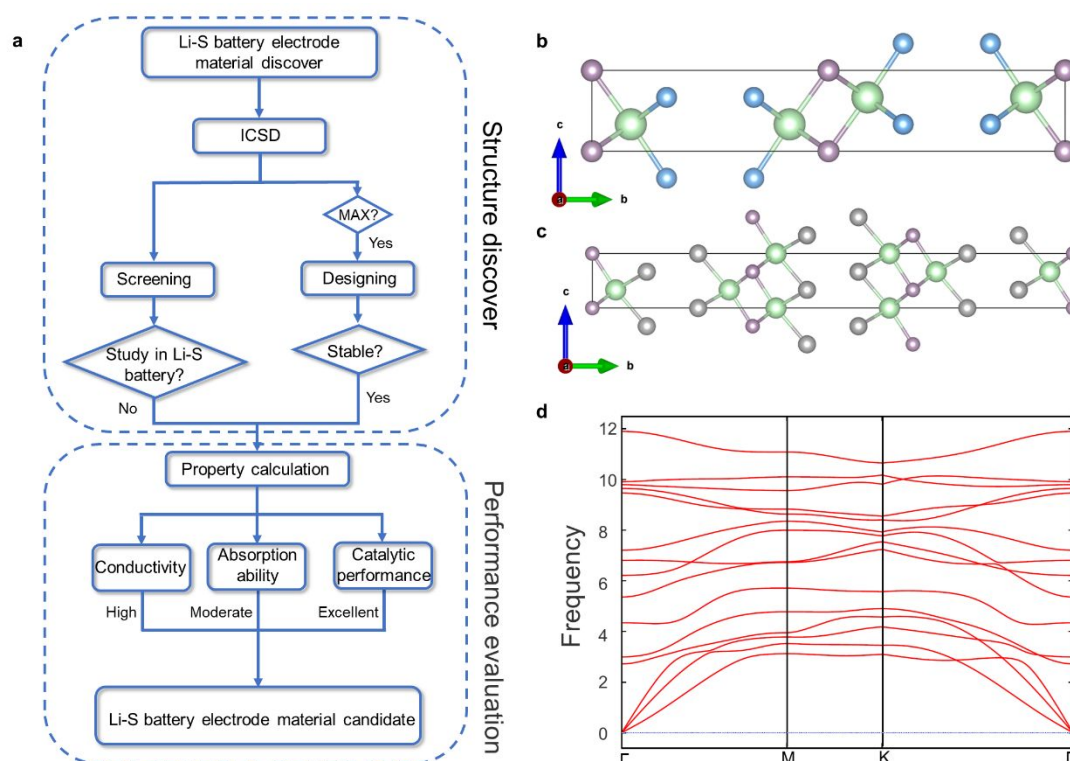 a
Li-S battery electrode
material discover
ICSD
MAX?
Yes
Screening
Designing
Study in Li-S
battery?
Stable?
No
Yes
Structure discover
Property calculation
Conductivity
Absorption
ability
Catalytic
performance
High
Moderate
Excellent
Li-S battery electrode material candidate
Performance evaluation
b
c
a
b
c
c
a
b
d
Frequency
12
10
8
6
4
2
0
Γ
M
K
Γ